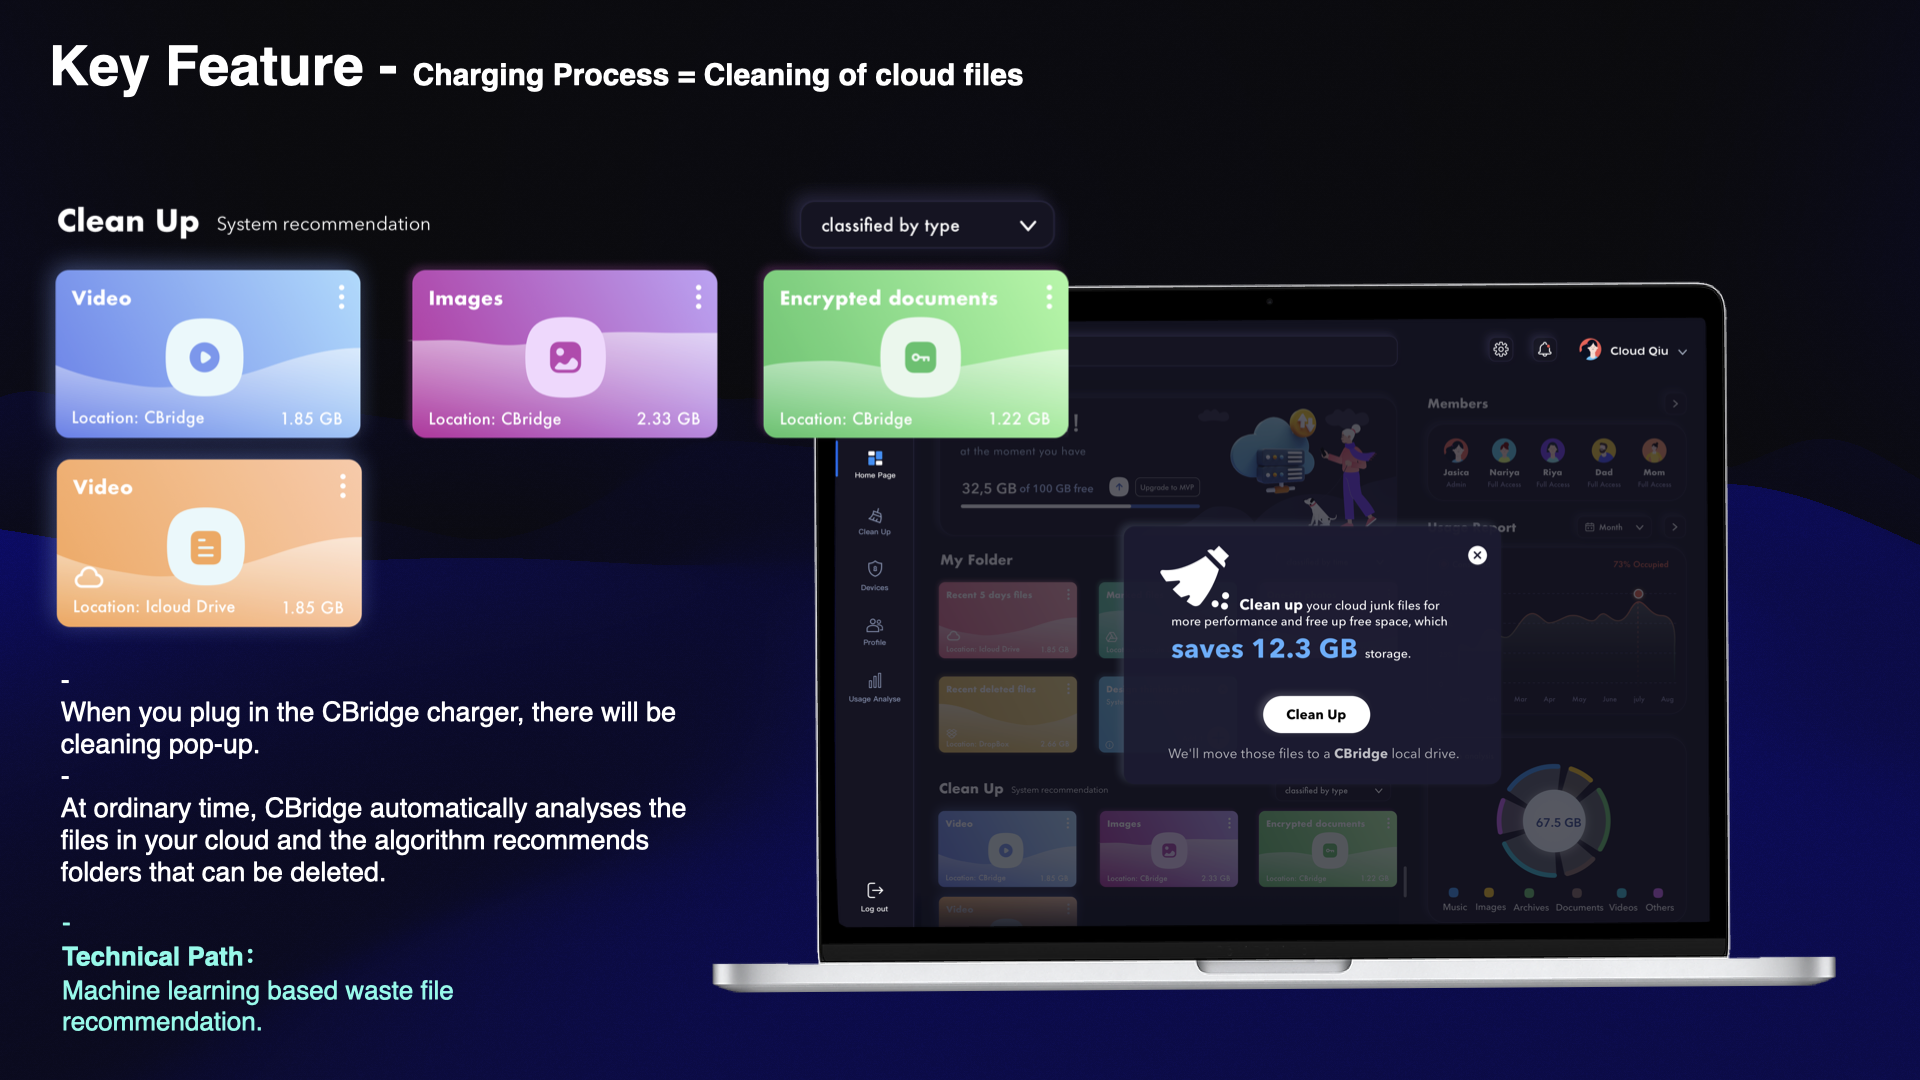 Key Feature - Charging Process = Cleaning of cloud files
Clean Up System recommendation
classified by type
Video
Location: CBridge 1.85 GB
Images
Location: CBridge 2.33 GB
Encrypted documents
Location: CBridge 1.22 GB
Video
Location: Icloud Drive 1.85 GB
-
When you plug in the CBridge charger, there will be
cleaning pop-up.
-
At ordinary time, CBridge automatically analyses the
files in your cloud and the algorithm recommends
folders that can be deleted.
-
Technical Path:
Machine learning based waste file
recommendation.
Cloud Qiu
!
at the moment you have
32,5 GB of 100 GB free
Upgrade to MVP
Home Page
Clean Up
Devices
Profile
Usage Analyse
Log out
Members
Jasica
Nariya
Riya
Dad
Mom
Admin
Full Access
Full Access
Full Access
Full Access
Month
72% Occupied
Mar Apr May June july Aug
My Folder
Recent 5 days files
Location: Icloud Drive 1.85 GB
Recent deleted files
Location: DropBox
Clean up your cloud junk files for
more performance and free up free space, which
saves 12.3 GB storage.
Clean Up
We'll move those files to a CBridge local drive.
Clean Up System recommendation
classified by type
Video
Location: CBridge 1.85 GB
Images
Location: CBridge 2.33 GB
Encrypted documents
Location: CBridge 1.22 GB
Video
67.5 GB
Music Images Archives Documents Videos Others